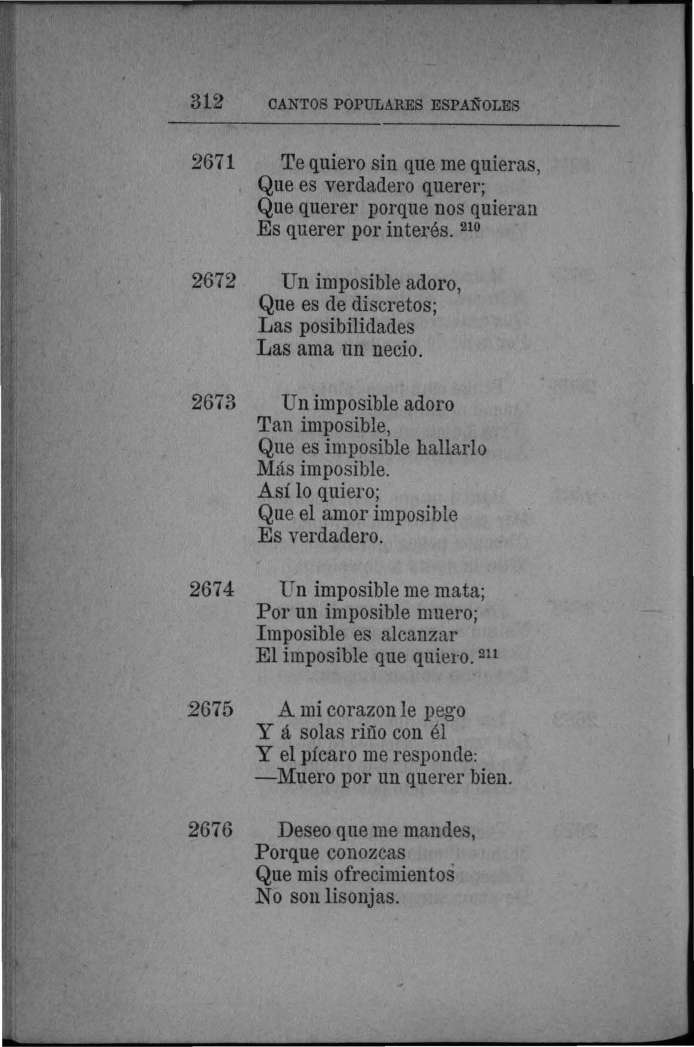 312 CANTOS POPULARES ESPAÑOLES
2671 Te quiero sin que me quieras,
Que es verdadero querer;
Que querer porque nos quieran
Es querer por interés. 210
2672 Un imposible adoro,
Que es de discretos;
Las posibilidades
Las ama un necio.
2673 Un imposible adoro
Tan imposible,
Que es imposible hallarlo
Más imposible.
Así lo quiero;
Que el amor imposible
Es verdadero.
2674 Un imposible me mata;
Por un imposible muero;
Imposible es alcanzar
El imposible que quiero. 211
2675 A mi corazon le pego
Y á solas riño con él
Y el pícaro me responde:
—Muero por un querer bien.
2676 Deseo que me mandes,
Porque conozcas
Que mis ofrecimientos
No son lisonjas.